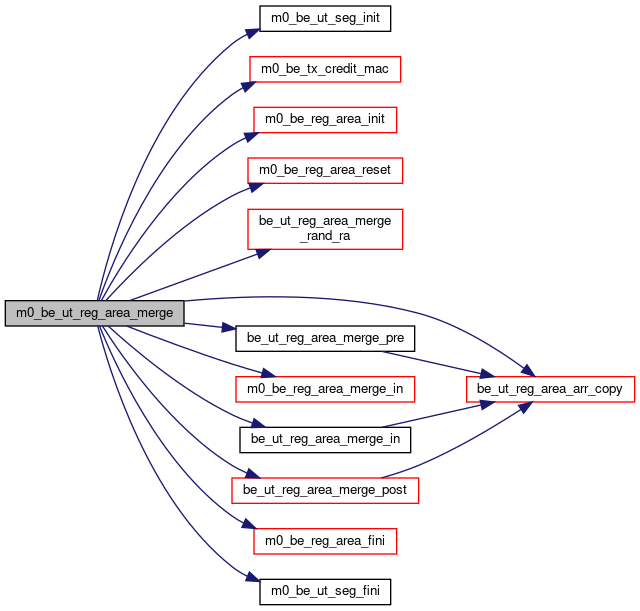 m0_be_ut_seg_init
m0_be_tx_credit_mac
m0_be_reg_area_init
m0_be_reg_area_reset
be_ut_reg_area_merge
_rand_ra
m0_be_ut_reg_area_merge
be_ut_reg_area_merge_pre
be_ut_reg_area_arr_copy
m0_be_reg_area_merge_in
be_ut_reg_area_merge_in
be_ut_reg_area_merge_post
m0_be_reg_area_fini
m0_be_ut_seg_fini